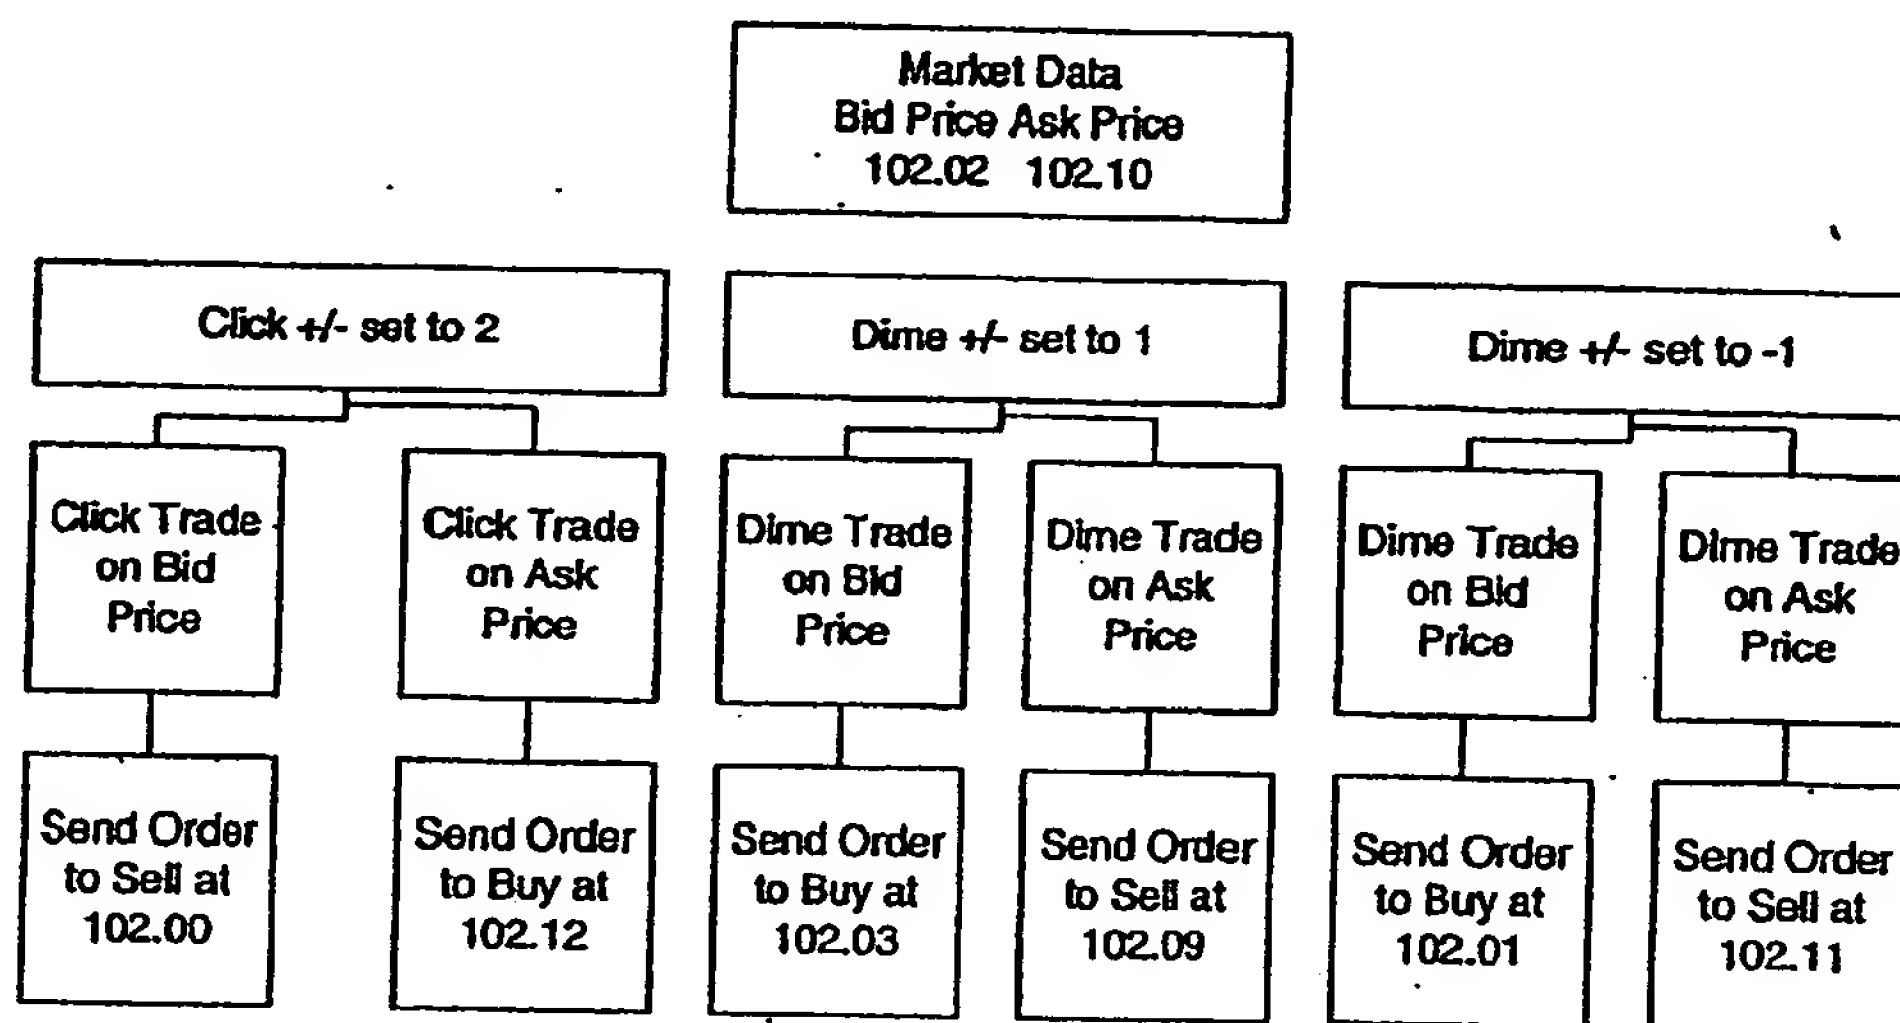 Market Data
Bid Price Ask Price
102.02 102.10
Click +/- set to 2
Dime +/- set to 1
Dime +/- set to -1
Click Trade
on Bid
Price
Click Trade
on Ask
Price
Dime Trade
on Bid
Price
Dime Trade
on Ask
Price
Dime Trade
on Bid
Price
Dime Trade
on Ask
Price
Send Order
to Sell at
102.00
Send Order
to Buy at
102.12
Send Order
to Buy at
102.03
Send Order
to Sell at
102.09
Send Order
to Buy at
102.01
Send Order
to Sell at
102.11